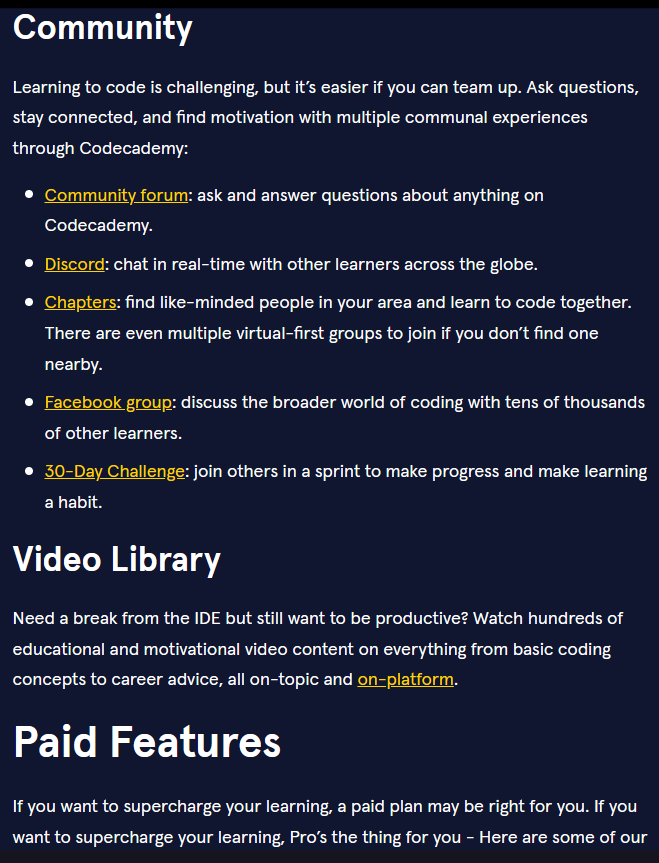 Community
Learning to code is challenging, but it’s easier if you can team up. Ask questions,
stay connected, and find motivation with multiple communal experiences
through Codecademy:
Community forum: ask and answer questions about anything on
Codecademy.
Discord: chat in real-time with other learners across the globe.
Chapters: find like-minded people in your area and learn to code together.
There are even multiple virtual-first groups to join if you don’t find one
nearby.
Facebook group: discuss the broader world of coding with tens of thousands
of other learners.
30-Day Challenge: join others in a sprint to make progress and make learning
a habit.
Video Library
Need a break from the IDE but still want to be productive? Watch hundreds of
educational and motivational video content on everything from basic coding
concepts to career advice, all on-topic and on-platform.
Paid Features
If you want to supercharge your learning, a paid plan may be right for you. If you
want to supercharge your learning, Pro’s the thing for you - Here are some of our